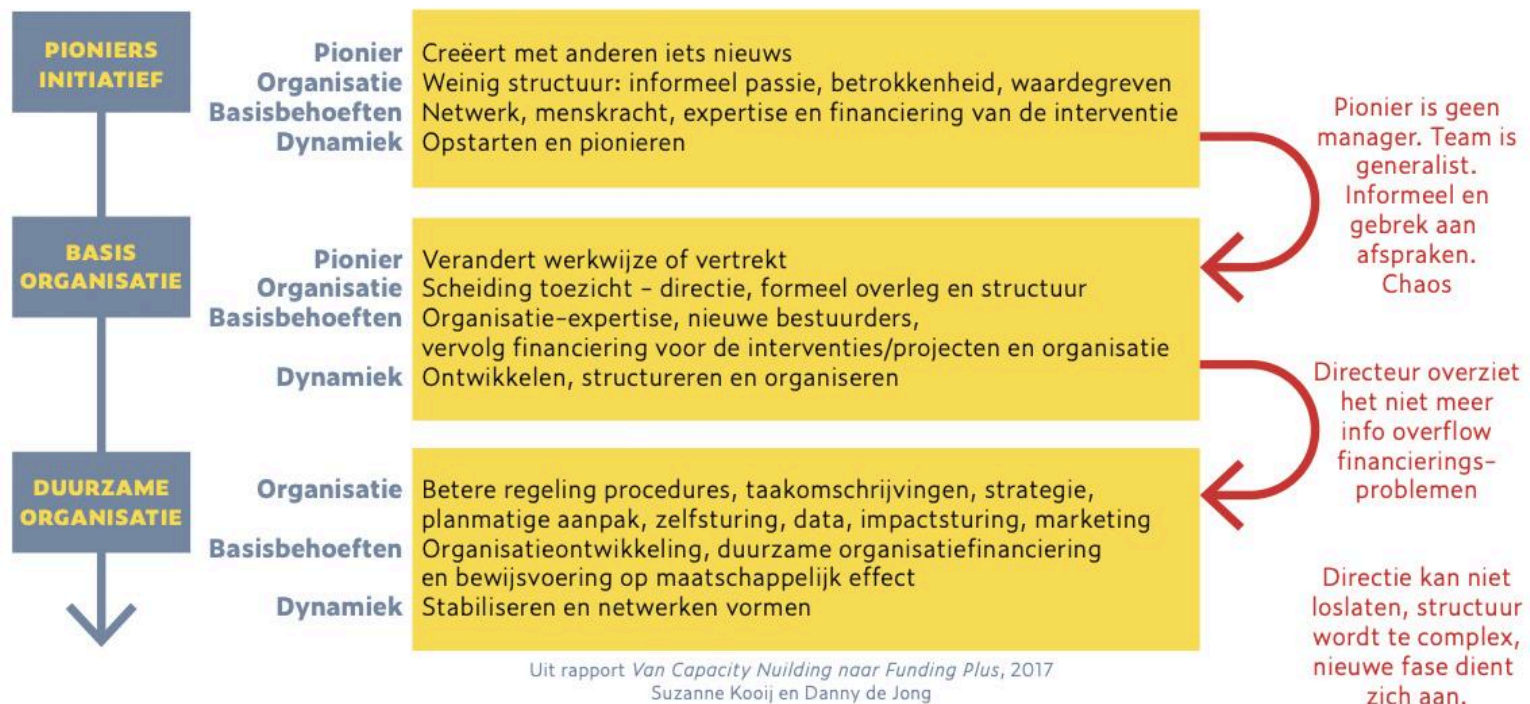 PIONIERS
INITIATIEF
Pionier Creëert met anderen iets nieuws
Organisatie Weinig structuur: informeel passie, betrokkenheid, waardegreven
Basisbehoeften Netwerk, menskracht, expertise en financiering van de interventie
Dynamiek Opstarten en pionieren
Pionier is geen
manager. Team is
generalist.
Informeel en
gebrek aan
afspraken.
Chaos
BASIS
ORGANISATIE
Pionier Verandert werkwijze of vertrekt
Organisatie Scheiding toezicht - directie, formeel overleg en structuur
Basisbehoeften Organisatie-expertise, nieuwe bestuurders,
vervolg financiering voor de interventies/projecten en organisatie
Dynamiek Ontwikkelen, structureren en organiseren
Directeur overziet
het niet meer
info overflow
financierings-
problemen
DUURZAME
ORGANISATIE
Organisatie Betere regeling procedures, taakomschrijvingen, strategie,
planmatige aanpak, zelfsturing, data, impactsturing, marketing
Basisbehoeften Organisatieontwikkeling, duurzame organisatiefinanciering
en bewijsvoering op maatschappelijk effect
Dynamiek Stabiliseren en netwerken vormen
Directie kan niet
loslaten, structuur
wordt te complex,
nieuwe fase dient
zich aan.
Uit rapport Van Capacity Nuilding naar Funding Plus, 2017
Suzanne Kooij en Danny de Jong